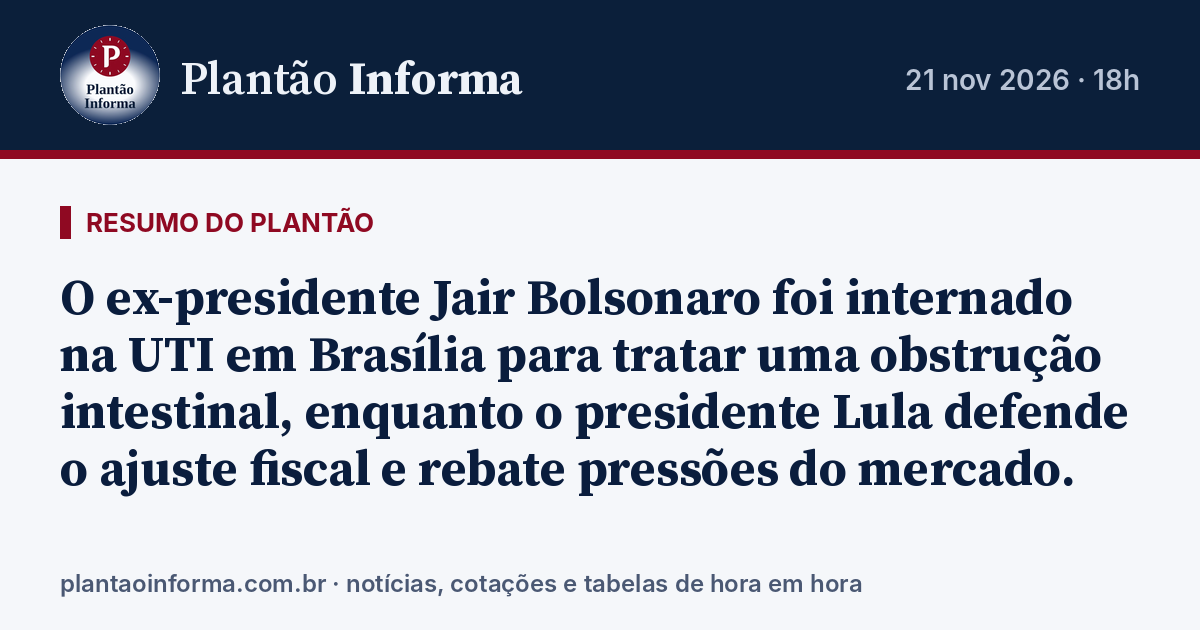 P
Plantão
Informa
Plantão Informa
21 nov 2026 · 18h
RESUMO DO PLANTÃO
O ex-presidente Jair Bolsonaro foi internado
na UTI em Brasília para tratar uma obstrução
intestinal, enquanto o presidente Lula defende
o ajuste fiscal e rebate pressões do mercado.
plantaoinforma.com.br · notícias, cotações e tabelas de hora em hora